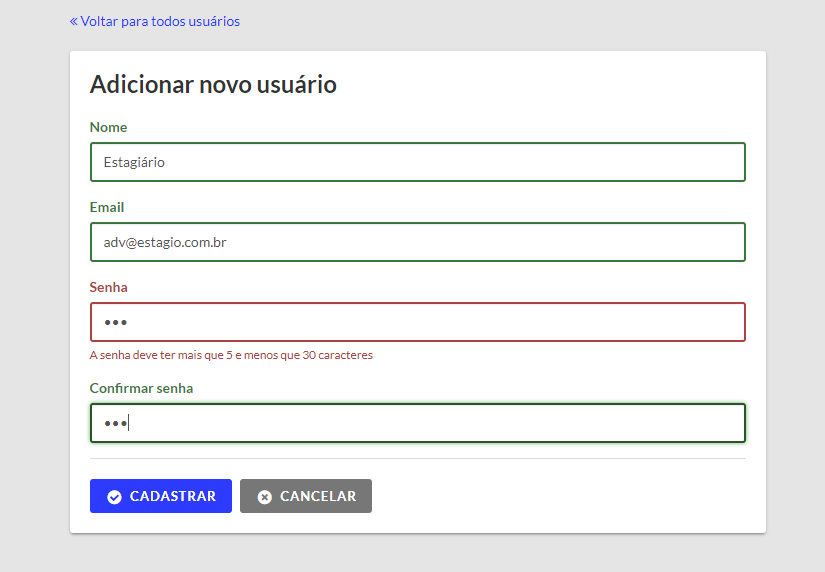 « Voltar para todos usuários
Adicionar novo usuário
Nome
Estagiário
Email
adv@estagio.com.br
Senha
•••
A senha deve ter mais que 5 e menos que 30 caracteres
Confirmar senha
•••
CADASTRAR
CANCELAR